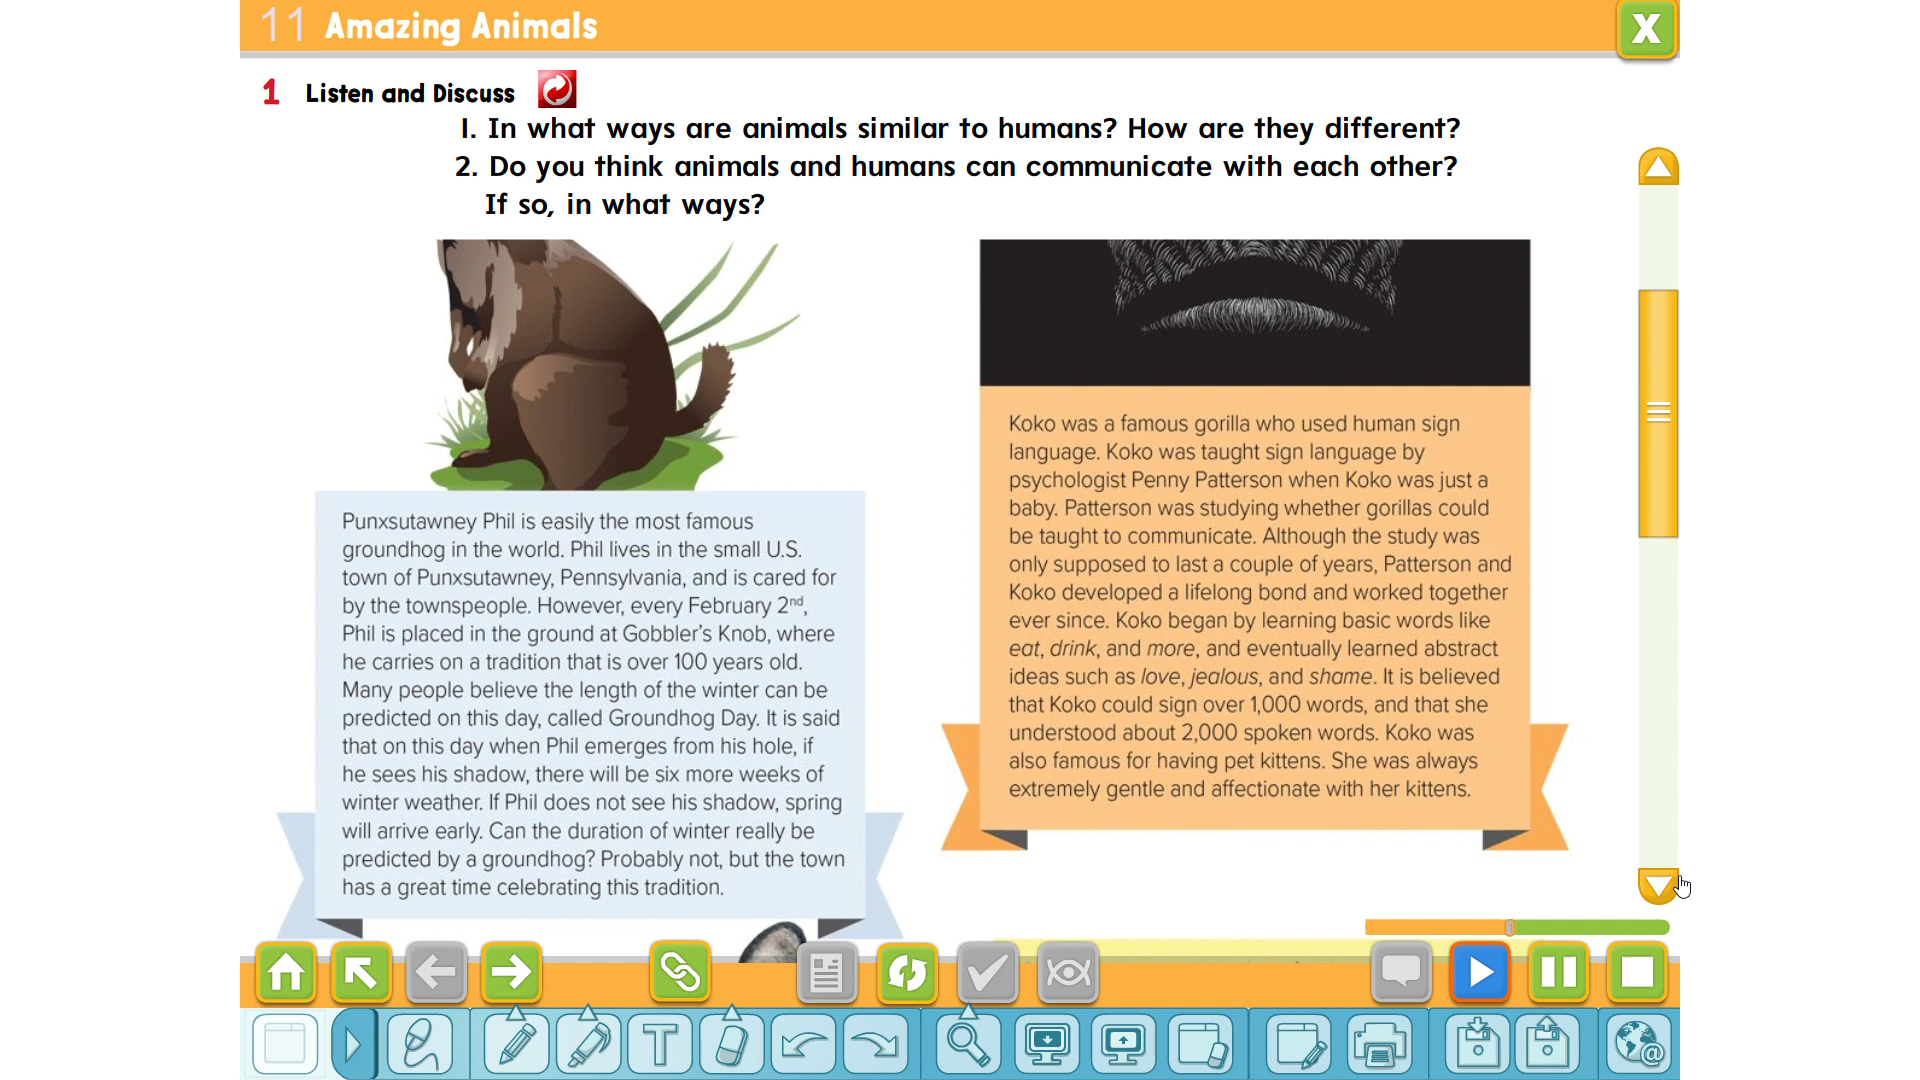 11 Amazing Animals
X
1 Listen and Discuss
1. In what ways are animals similar to humans? How are they different?
2. Do you think animals and humans can communicate with each other?
If so, in what ways?
Punxsutawney Phil is easily the most famous
groundhog in the world. Phil lives in the small U.S.
town of Punxsutawney, Pennsylvania, and is cared for
by the townspeople. However, every February 2nd,
Phil is placed in the ground at Gobbler's Knob, where
he carries on a tradition that is over 100 years old.
Many people believe the length of the winter can be
predicted on this day, called Groundhog Day. It is said
that on this day when Phil emerges from his hole, if
he sees his shadow, there will be six more weeks of
winter weather. If Phil does not see his shadow, spring
will arrive early. Can the duration of winter really be
predicted by a groundhog? Probably not, but the town
has a great time celebrating this tradition.
Koko was a famous gorilla who used human sign
language. Koko was taught sign language by
psychologist Penny Patterson when Koko was just a
baby. Patterson was studying whether gorillas could
be taught to communicate. Although the study was
only supposed to last a couple of years, Patterson and
Koko developed a lifelong bond and worked together
ever since. Koko began by learning basic words like
eat, drink, and more, and eventually learned abstract
ideas such as love, jealous, and shame. It is believed
that Koko could sign over 1,000 words, and that she
understood about 2,000 spoken words. Koko was
also famous for having pet kittens. She was always
extremely gentle and affectionate with her kittens.
T
@